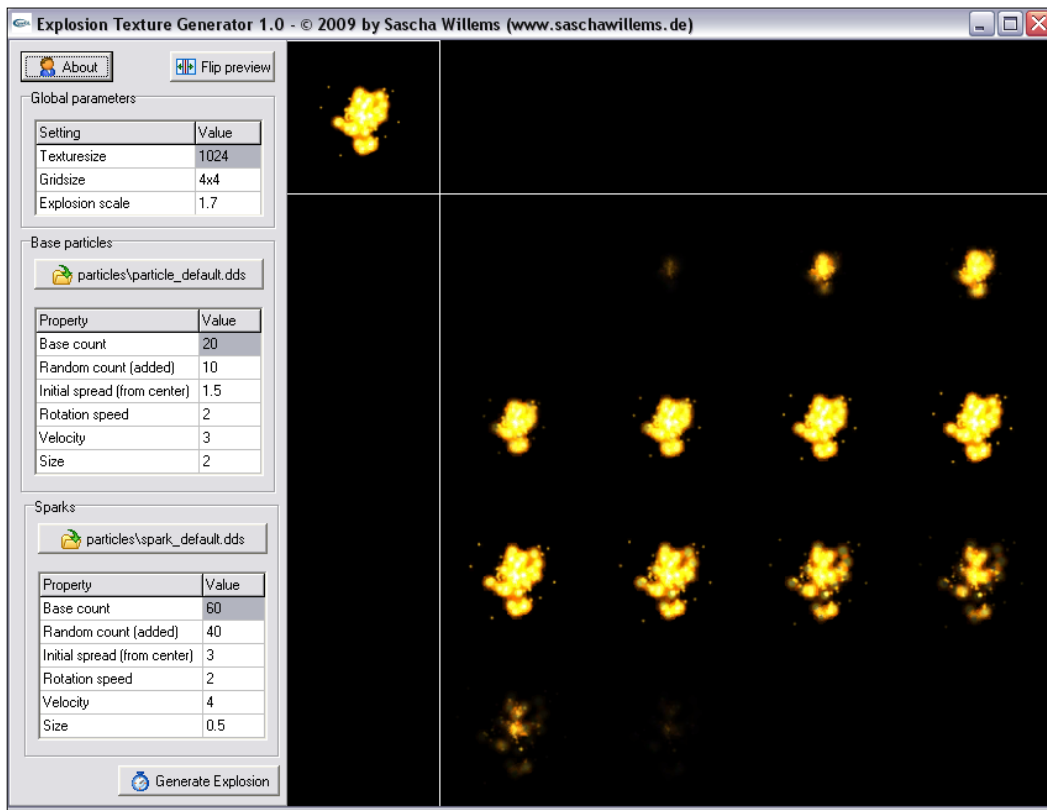 Explosion Texture Generator 1.0 - © 2009 by Sascha Willems (www.saschawillems.de)
About
Flip preview
Global parameters
Setting Value
Texturesize 1024
Gridsize 4x4
Explosion scale 1.7
Base particles
particles\particle_default.dds
Property Value
Base count 20
Random count (added) 10
Initial spread (from center) 1.5
Rotation speed 2
Velocity 3
Size 2
Sparks
particles\spark_default.dds
Property Value
Base count 60
Random count (added) 40
Initial spread (from center) 3
Rotation speed 2
Velocity 4
Size 0.5
Generate Explosion